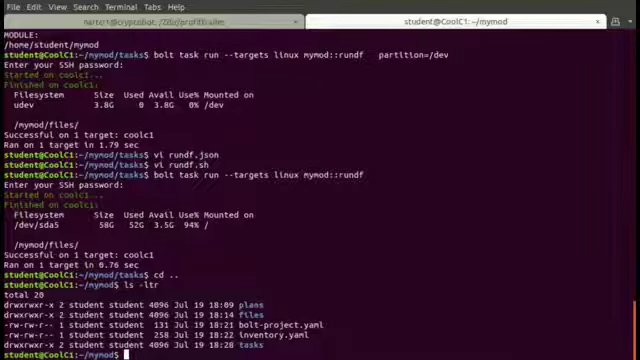 File Edit View Search Terminal Tabs Help
student@CoolC1: ~/mymod
MODULE:
/home/student/mymod
student@CoolC1:~/mymod/tasks$ bolt task run --targets linux mymod::rundf partition=/dev
Enter your SSH password:
Started on coolc1...
Finished on coolc1:
Filesystem Size Used Avail Use% Mounted on
udev 3.8G 0 3.8G 0% /dev
/mymod/files/
Successful on 1 target: coolc1
Ran on 1 target in 1.79 sec
student@CoolC1:~/mymod/tasks$ vi rundf.json
student@CoolC1:~/mymod/tasks$ vi rundf.sh
student@CoolC1:~/mymod/tasks$ bolt task run --targets linux mymod::rundf
Enter your SSH password:
Started on coolc1...
Finished on coolc1:
Filesystem Size Used Avail Use% Mounted on
/dev/sda5 58G 52G 3.5G 94% /
/mymod/files/
Successful on 1 target: coolc1
Ran on 1 target in 0.76 sec
student@CoolC1:~/mymod/tasks$ cd ..
student@CoolC1:~/mymod$ ls -ltr
total 20
drwxrwxr-x 2 student student 4096 Jul 19 18:09 plans
drwxrwxr-x 2 student student 4096 Jul 19 18:14 files
-rw-rw-r-- 1 student student 131 Jul 19 18:21 bolt-project.yaml
-rw-rw-r-- 1 student student 258 Jul 19 18:22 inventory.yaml
drwxrwxr-x 2 student student 4096 Jul 19 18:28 tasks
student@CoolC1:~/mymod$